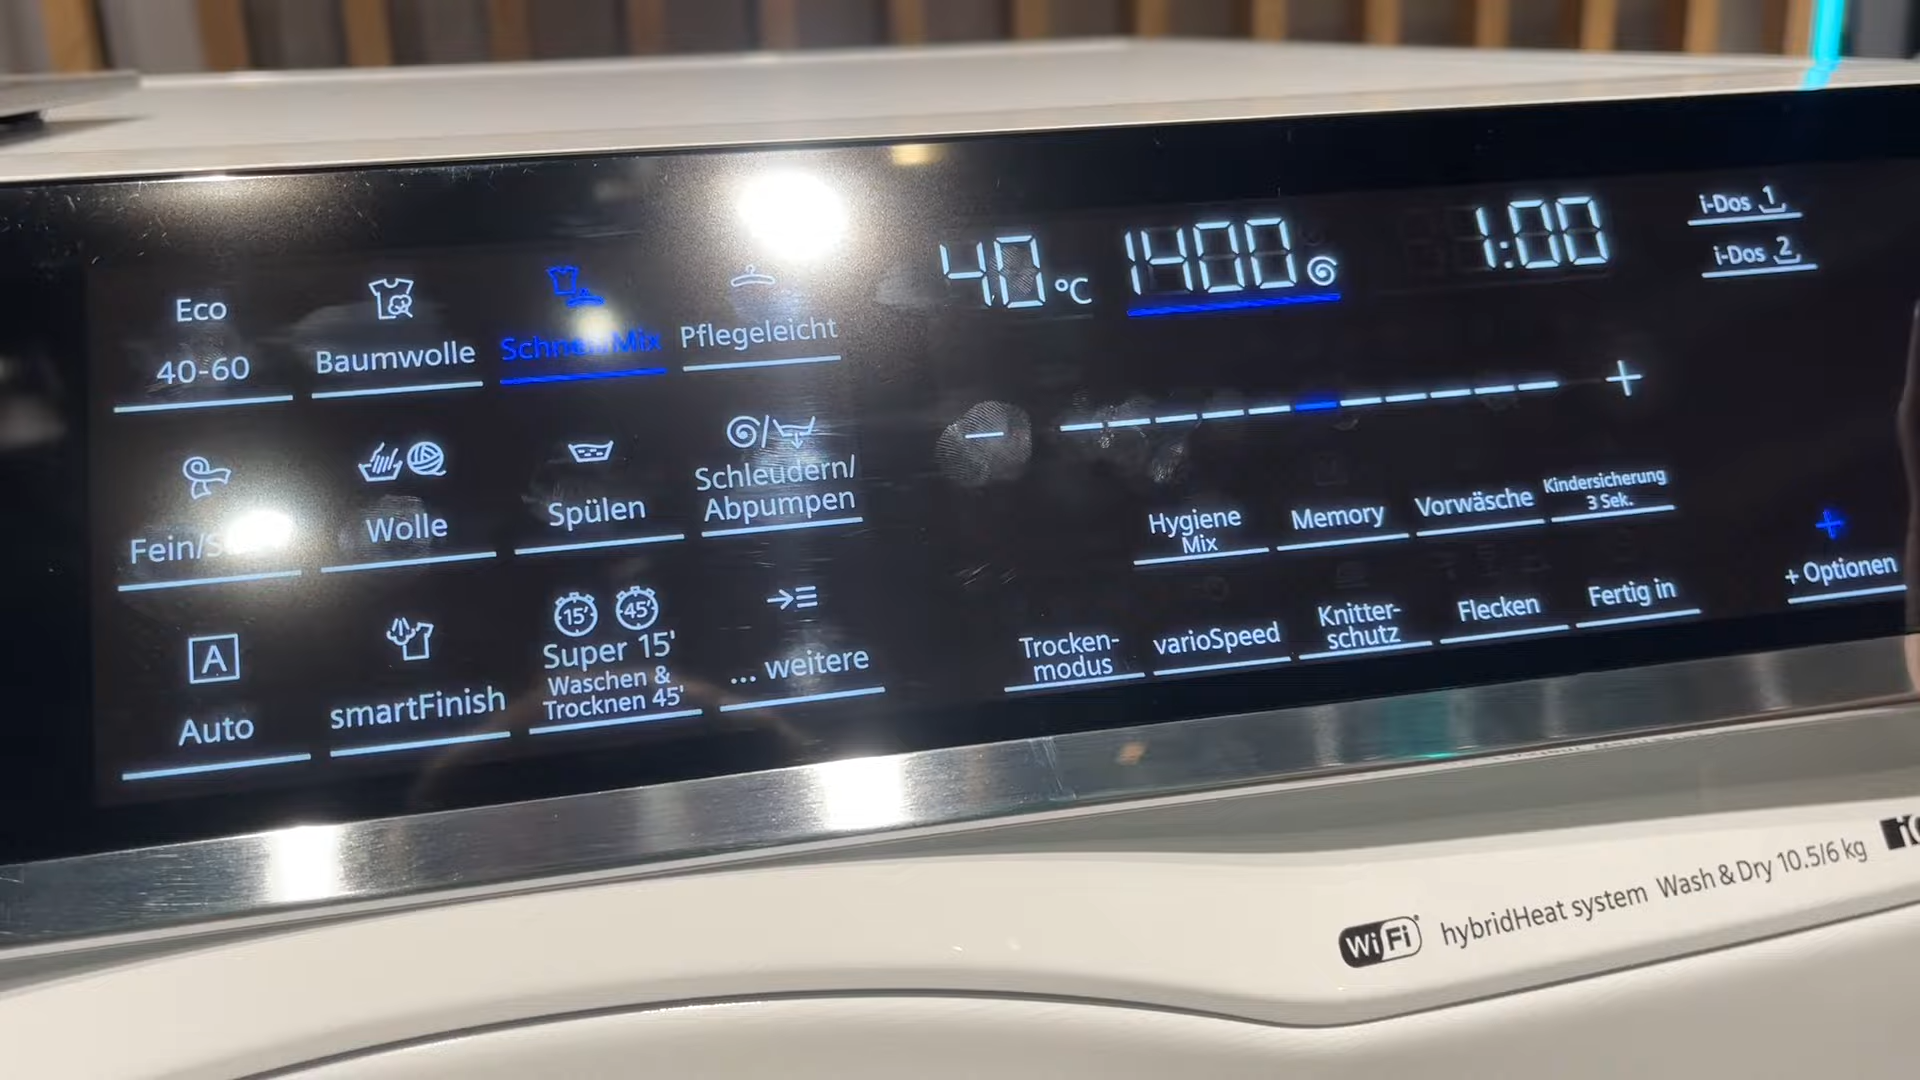 Eco
40-60
Baumwolle
Schnell/Mix
Pflegeleicht
Fein/
Wolle
Spülen
Schleudern/
Abpumpen
A
Auto
smartFinish
15' 45'
Super 15'
Waschen &
Trocknen 45'
... weitere
40 °C
1400
1:00
i-Dos 1
i-Dos 2
− +
Hygiene
Mix
Memory
Vorwäsche
Kindersicherung
3 Sek.
Trocken-
modus
varioSpeed
Knitter-
schutz
Flecken
Fertig in
+
+ Optionen
WiFi hybridHeat system Wash & Dry 10.5/6 kg